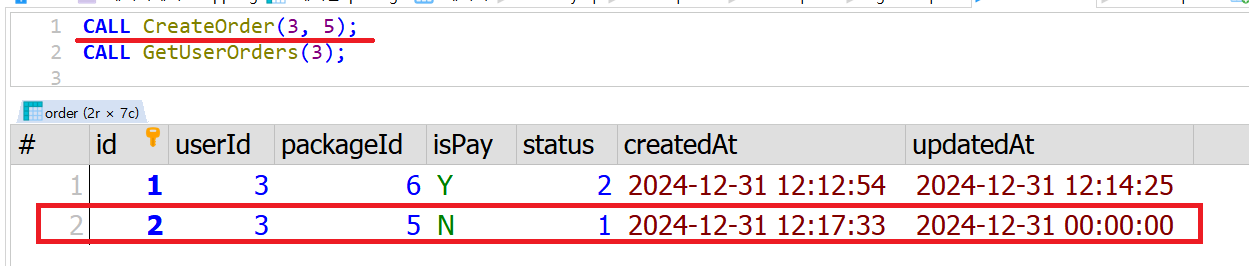 1 CALL CreateOrder(3, 5);
2 CALL GetUserOrders(3);
3
order (2r × 7c)
# id userId packageId isPay status createdAt updatedAt
1 1 3 6 Y 2 2024-12-31 12:12:54 2024-12-31 12:14:25
2 2 3 5 N 1 2024-12-31 12:17:33 2024-12-31 00:00:00